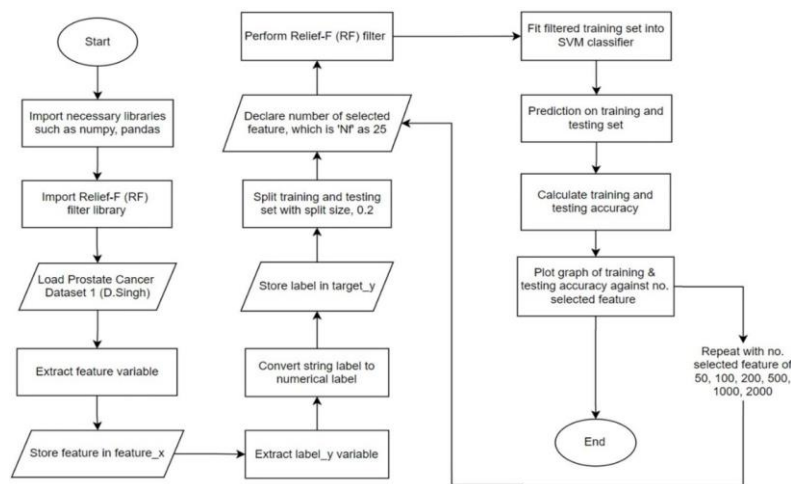 Start
Import necessary libraries
such as numpy, pandas
Import Relief-F (RF)
filter library
Load Prostate Cancer
Dataset 1 (D.Singh)
Extract feature variable
Store feature in feature_x
Extract label_y variable
Convert string label to
numerical label
Store label in target_y
Split training and testing
set with split size, 0.2
Declare number of selected
feature, which is 'Nf' as 25
Perform Relief-F (RF) filter
Fit filtered training set into
SVM classifier
Prediction on training and
testing set
Calculate training and
testing accuracy
Plot graph of training &
testing accuracy against no.
selected feature
Repeat with no.
selected feature of
50, 100, 200, 500,
1000, 2000
End